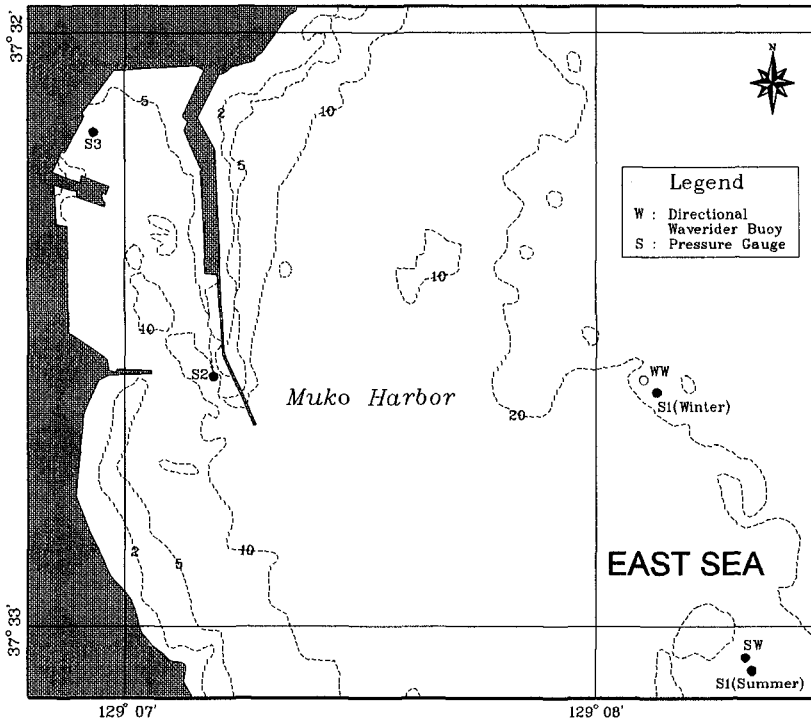 37° 32'
N
5
2
10
S3
5
Legend
W : Directional
Waverider Buoy
S : Pressure Gauge
10
10
S2
WW
Muko Harbor
20
S1(Winter)
2
5
10
EAST SEA
37° 33'
SW
S1(Summer)
129° 07'
129° 08'